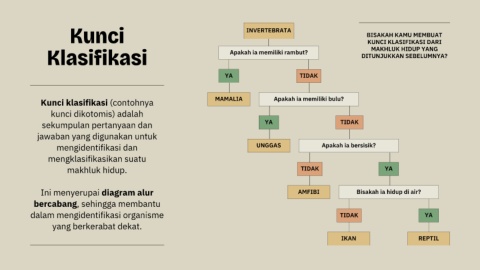 Kunci
Klasifikasi
Kunci klasifikasi (contohnya
kunci dikotomis) adalah
sekumpulan pertanyaan dan
jawaban yang digunakan untuk
mengidentifikasi dan
mengklasifikasikan suatu
makhluk hidup.
Ini menyerupai diagram alur
bercabang, sehingga membantu
dalam mengidentifikasi organisme
yang berkerabat dekat.
INVERTEBRATA
Apakah ia memiliki rambut?
YA
TIDAK
MAMALIA
Apakah ia memiliki bulu?
YA
TIDAK
UNGGAS
Apakah ia bersisik?
TIDAK
YA
AMFIBI
Bisakah ia hidup di air?
TIDAK
YA
IKAN
REPTIL
BISAKAH KAMU MEMBUAT
KUNCI KLASIFIKASI DARI
MAKHLUK HIDUP YANG
DITUNJUKKAN SEBELUMNYA?